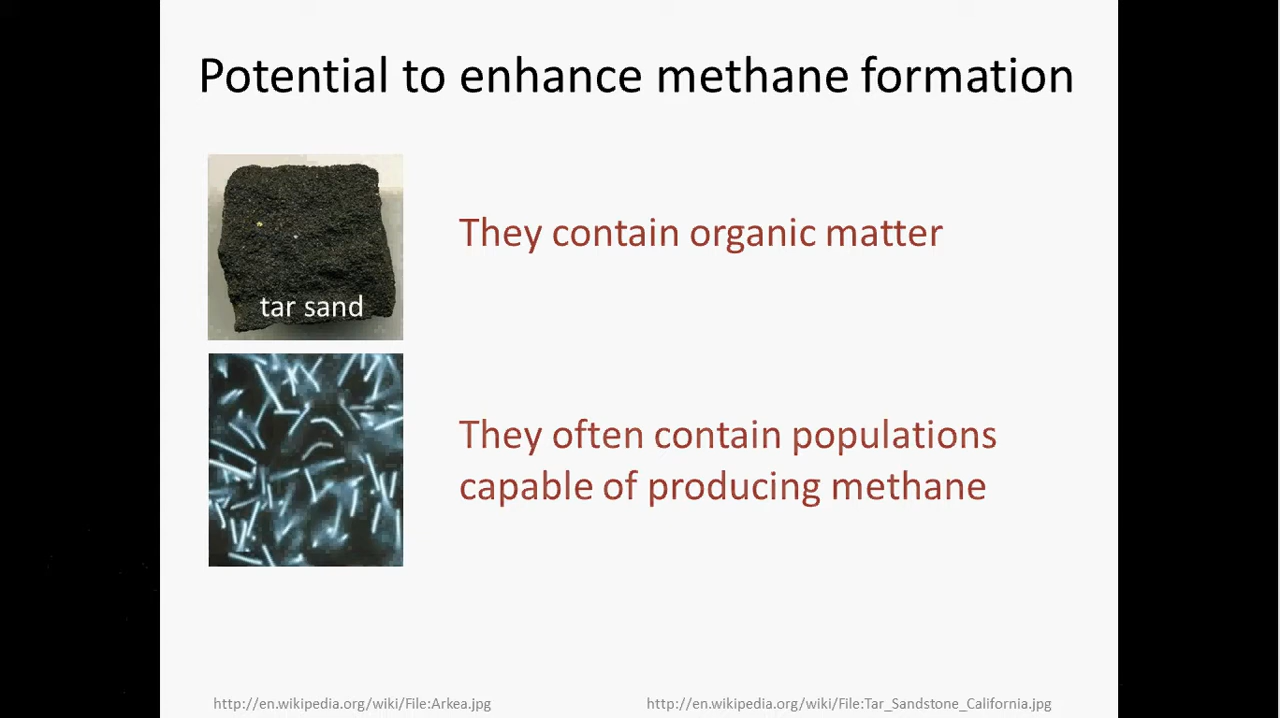 Potential to enhance methane formation
They contain organic matter
tar sand
They often contain populations
capable of producing methane
http://en.wikipedia.org/wiki/File:Arkea.jpg
http://en.wikipedia.org/wiki/File:Tar_Sandstone_California.jpg